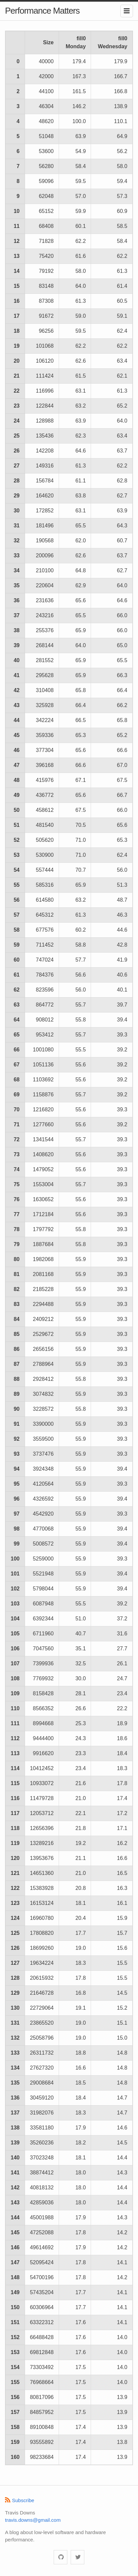 Performance Matters
Size fill0 Monday fill0 Wednesday
0 40000 179.4 179.9
1 42000 167.3 166.7
2 44100 161.5 166.8
3 46304 146.2 138.9
4 48620 100.0 110.1
5 51048 63.9 64.9
6 53600 54.9 56.2
7 56280 58.4 58.0
8 59096 59.5 59.4
9 62048 57.0 57.3
10 65152 59.9 60.9
11 68408 60.1 58.5
12 71828 62.2 58.4
13 75420 61.6 62.2
14 79192 58.0 61.3
15 83148 64.0 61.4
16 87308 61.3 60.5
17 91672 59.0 59.1
18 96256 59.5 62.4
19 101068 62.2 62.2
20 106120 62.6 63.4
21 111424 61.5 62.1
22 116996 63.1 61.3
23 122844 63.2 65.2
24 128988 63.9 64.0
25 135436 62.3 63.4
26 142208 64.6 63.7
27 149316 61.3 62.2
28 156784 61.1 62.8
29 164620 63.8 62.7
30 172852 63.1 63.9
31 181496 65.5 64.3
32 190568 62.0 60.7
33 200096 62.6 63.7
34 210100 64.8 62.7
35 220604 62.9 64.0
36 231636 65.6 64.6
37 243216 65.5 66.0
38 255376 65.9 66.0
39 268144 64.0 65.0
40 281552 65.9 65.5
41 295628 65.9 66.3
42 310408 65.8 66.4
43 325928 66.4 66.2
44 342224 66.5 65.8
45 359336 65.3 65.2
46 377304 65.6 66.6
47 396168 66.6 67.0
48 415976 67.1 67.5
49 436772 65.6 66.7
50 458612 67.5 66.0
51 481540 70.5 65.6
52 505620 71.0 65.3
53 530900 71.0 62.4
54 557444 70.7 56.0
55 585316 65.9 51.3
56 614580 63.2 48.7
57 645312 61.3 46.3
58 677576 60.2 44.6
59 711452 58.8 42.8
60 747024 57.7 41.9
61 784376 56.6 40.6
62 823596 56.0 40.1
63 864772 55.7 39.7
64 908012 55.8 39.4
65 953412 55.7 39.3
66 1001080 55.5 39.2
67 1051136 55.6 39.2
68 1103692 55.6 39.2
69 1158876 55.7 39.2
70 1216820 55.6 39.3
71 1277660 55.6 39.2
72 1341544 55.7 39.3
73 1408620 55.6 39.3
74 1479052 55.6 39.3
75 1553004 55.7 39.3
76 1630652 55.6 39.3
77 1712184 55.6 39.3
78 1797792 55.8 39.3
79 1887684 55.8 39.3
80 1982068 55.9 39.3
81 2081168 55.9 39.3
82 2185228 55.9 39.3
83 2294488 55.9 39.3
84 2409212 55.9 39.3
85 2529672 55.9 39.3
86 2656156 55.9 39.3
87 2788964 55.9 39.3
88 2928412 55.8 39.3
89 3074832 55.9 39.3
90 3228572 55.8 39.3
91 3390000 55.9 39.3
92 3559500 55.9 39.3
93 3737476 55.9 39.3
94 3924348 55.9 39.4
95 4120564 55.9 39.3
96 4326592 55.9 39.4
97 4542920 55.9 39.3
98 4770068 55.9 39.4
99 5008572 55.9 39.4
100 5259000 55.9 39.3
101 5521948 55.9 39.4
102 5798044 55.9 39.4
103 6087948 55.5 39.2
104 6392344 51.0 37.2
105 6711960 40.7 31.6
106 7047560 35.1 27.7
107 7399936 32.5 26.1
108 7769932 30.0 24.7
109 8158428 28.1 23.4
110 8566352 26.6 22.2
111 8994668 25.3 18.9
112 9444400 24.3 18.6
113 9916620 23.3 18.4
114 10412452 23.4 18.3
115 10933072 21.6 17.8
116 11479728 21.0 17.4
117 12053712 22.1 17.2
118 12656396 21.8 17.1
119 13289216 19.2 16.2
120 13953676 21.1 16.6
121 14651360 21.0 16.5
122 15383928 20.8 16.3
123 16153124 18.1 16.1
124 16960780 20.4 15.9
125 17808820 17.7 15.7
126 18699260 19.0 15.6
127 19634224 18.3 15.5
128 20615932 17.8 15.5
129 21646728 16.8 14.5
130 22729064 19.1 15.2
131 23865520 19.0 15.1
132 25058796 19.0 15.0
133 26311732 18.8 14.8
134 27627320 16.6 14.8
135 29008684 18.5 14.8
136 30459120 18.4 14.7
137 31982076 18.3 14.7
138 33581180 17.9 14.6
139 35260236 18.2 14.5
140 37023248 18.1 14.4
141 38874412 18.0 14.3
142 40818132 18.0 14.4
143 42859036 18.0 14.4
144 45001988 17.9 14.3
145 47252088 17.8 14.2
146 49614692 17.9 14.2
147 52095424 17.8 14.1
148 54700196 17.8 14.2
149 57435204 17.7 14.1
150 60306964 17.7 14.1
151 63322312 17.6 14.1
152 66488428 17.6 14.0
153 69812848 17.6 14.0
154 73303492 17.5 14.0
155 76968664 17.5 14.0
156 80817096 17.5 13.9
157 84857952 17.5 13.9
158 89100848 17.4 13.9
159 93555892 17.4 13.8
160 98233684 17.4 13.9
Subscribe
Travis Downs
travis.downs@gmail.com
A blog about low-level software and hardware
performance